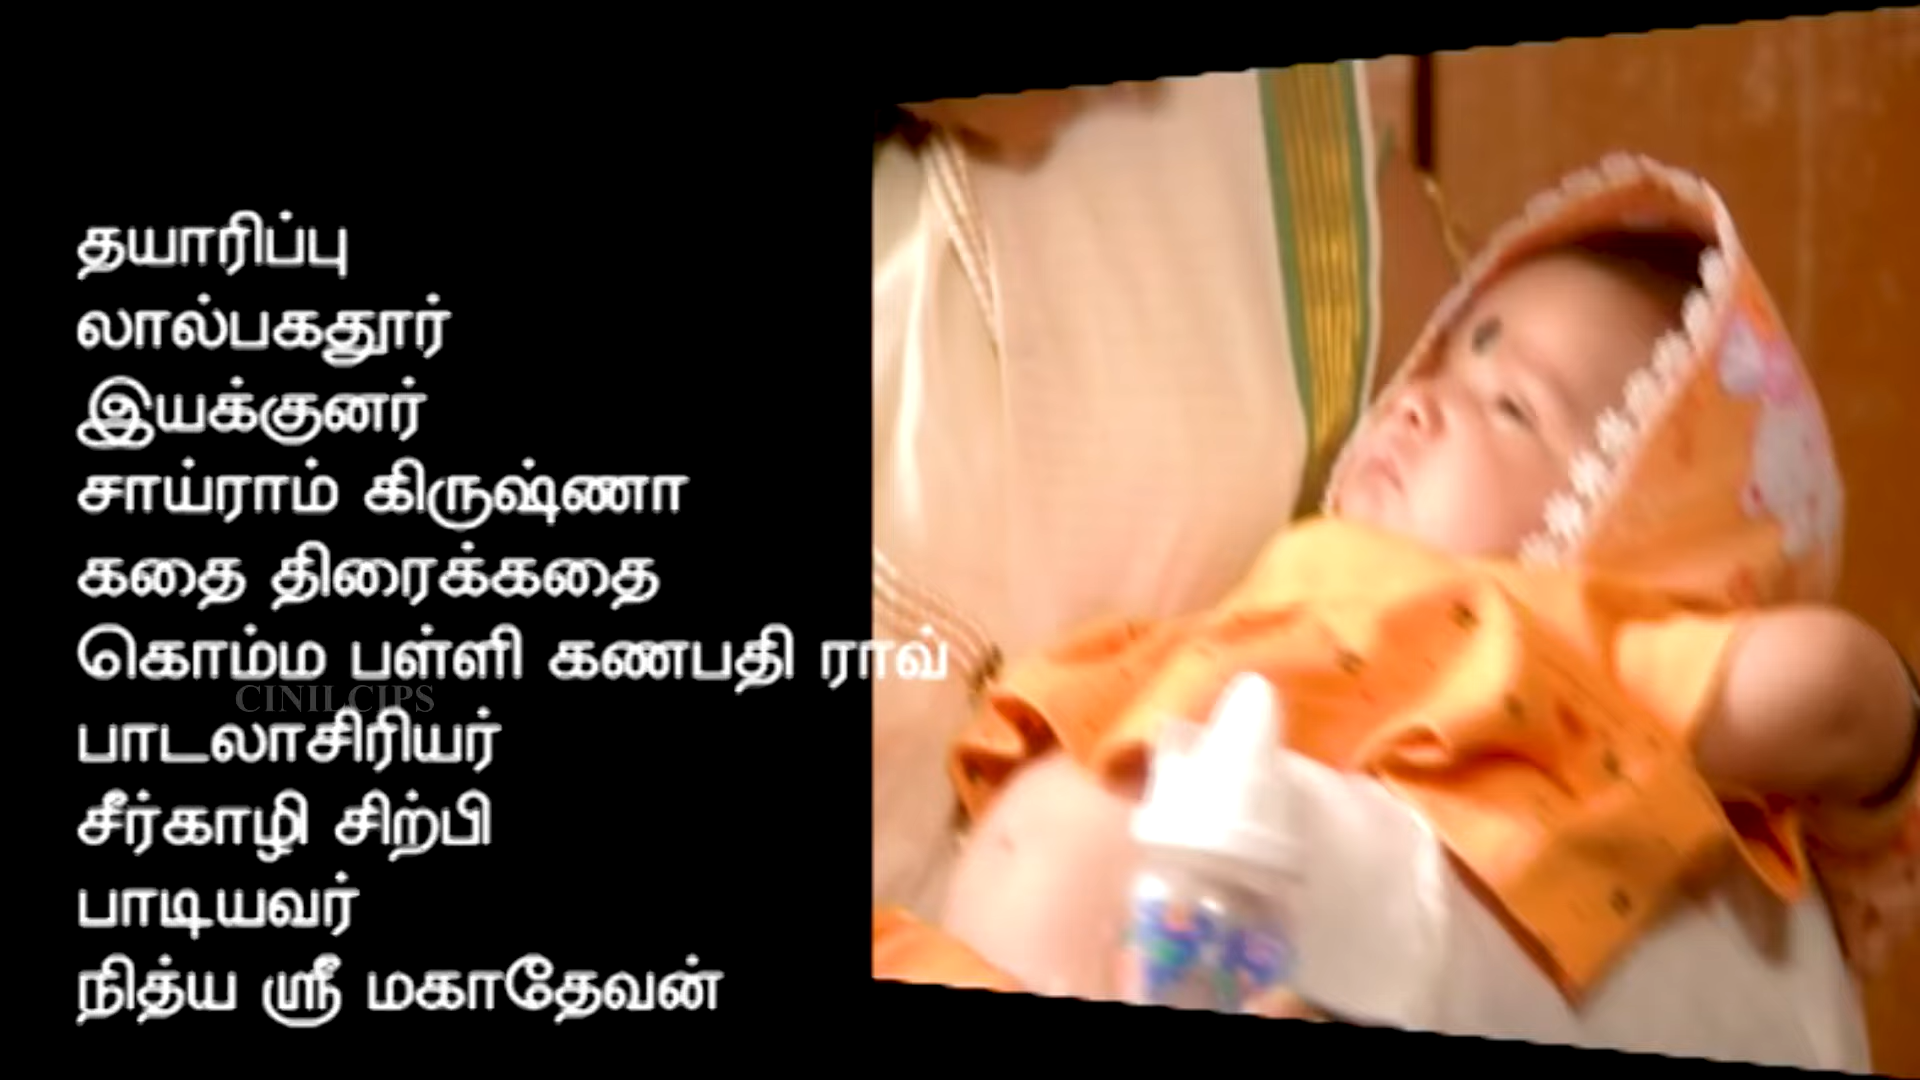 தயாரிப்பு
லால்பகதூர்
இயக்குனர்
சாய்ராம் கிருஷ்ணா
கதை திரைக்கதை
கொம்ம பள்ளி கணபதி ராவ்
CINILCIPS
பாடலாசிரியர்
சீர்காழி சிற்பி
பாடியவர்
நித்ய ஸ்ரீ மகாதேவன்